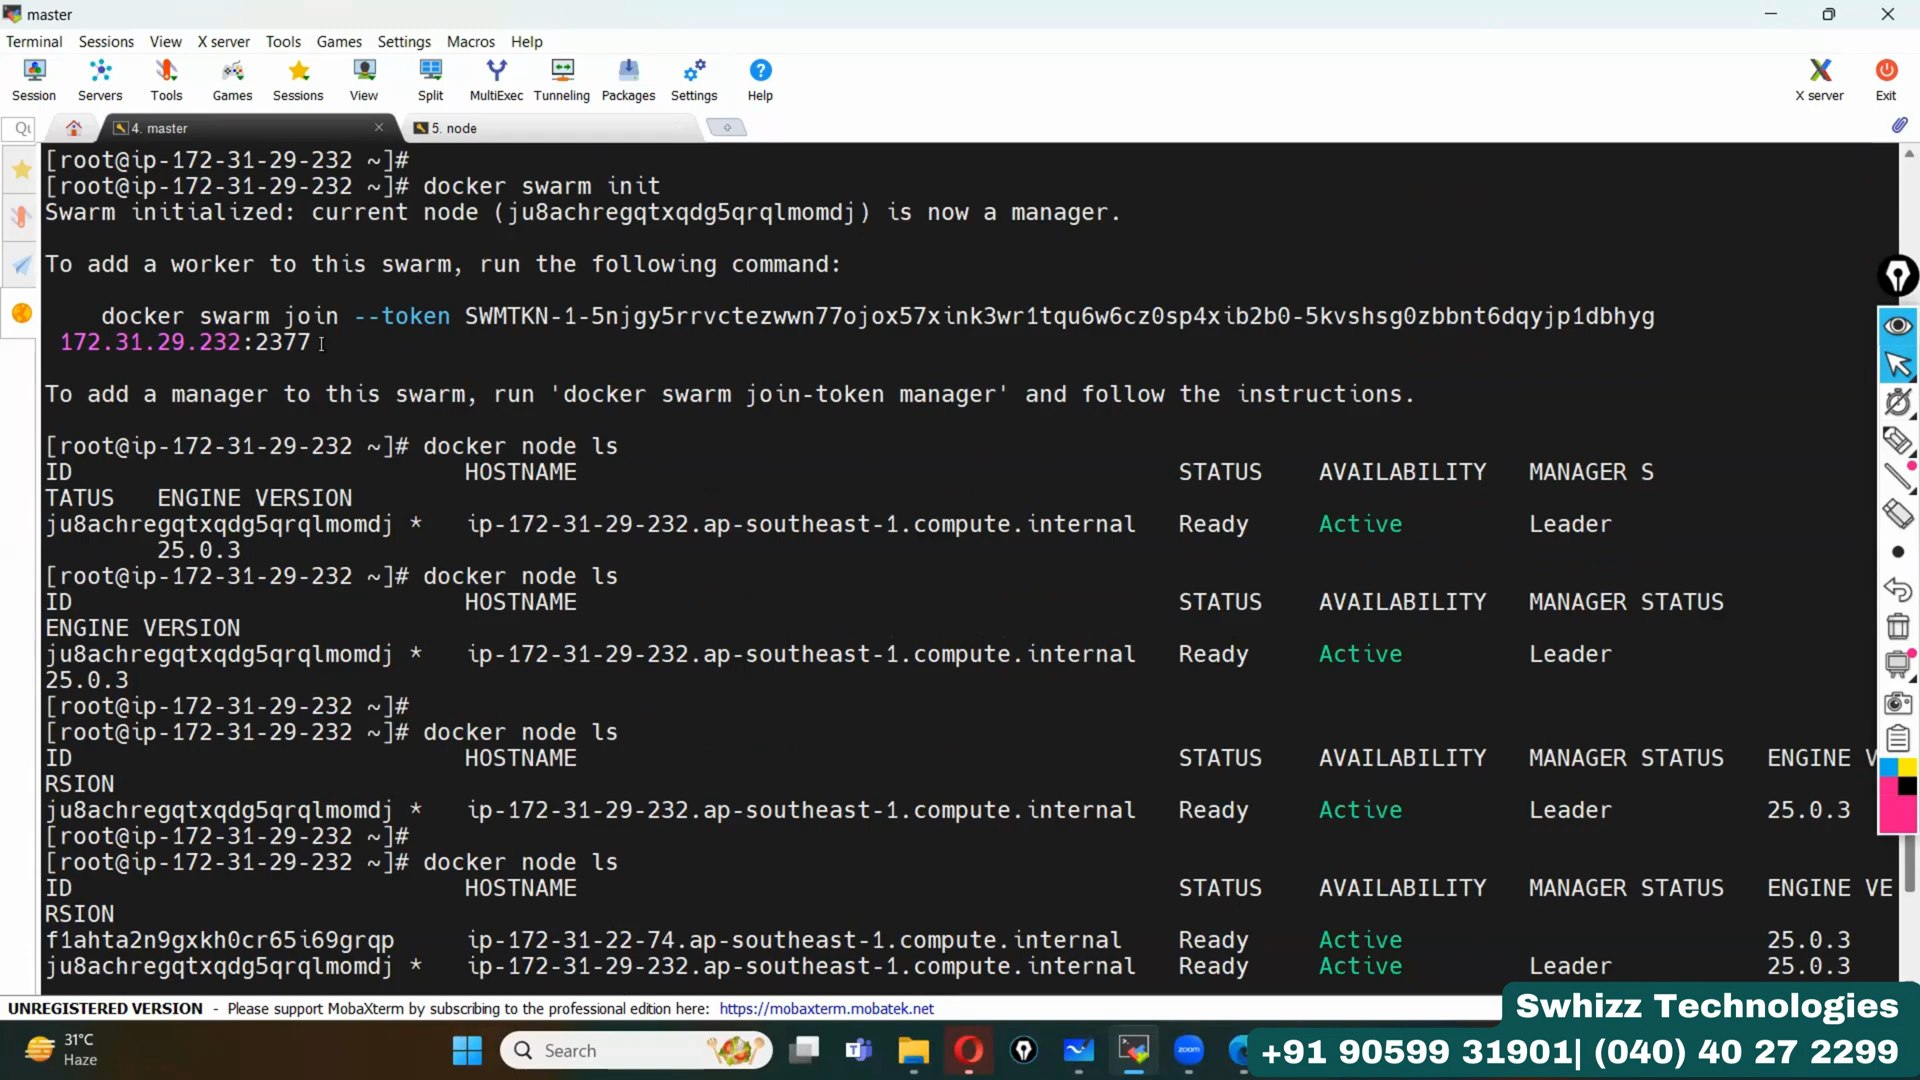 master
Terminal Sessions View X server Tools Games Settings Macros Help
Session Servers Tools Games Sessions View Split MultiExec Tunneling Packages Settings Help X server Exit
Qu 4. master 5. node
[root@ip-172-31-29-232 ~]#
[root@ip-172-31-29-232 ~]# docker swarm init
Swarm initialized: current node (ju8achregqtxqdg5qrqlmomdj) is now a manager.
To add a worker to this swarm, run the following command:
docker swarm join --token SWMTKN-1-5njgy5rrvctezwwn77ojox57xink3wr1tqu6w6cz0sp4xib2b0-5kvshsg0zbbnt6dqyjp1dbhyg
172.31.29.232:2377
To add a manager to this swarm, run 'docker swarm join-token manager' and follow the instructions.
[root@ip-172-31-29-232 ~]# docker node ls
ID HOSTNAME STATUS AVAILABILITY MANAGER S
TATUS ENGINE VERSION
ju8achregqtxqdg5qrqlmomdj * ip-172-31-29-232.ap-southeast-1.compute.internal Ready Active Leader
25.0.3
[root@ip-172-31-29-232 ~]# docker node ls
ID HOSTNAME STATUS AVAILABILITY MANAGER STATUS
ENGINE VERSION
ju8achregqtxqdg5qrqlmomdj * ip-172-31-29-232.ap-southeast-1.compute.internal Ready Active Leader
25.0.3
[root@ip-172-31-29-232 ~]#
[root@ip-172-31-29-232 ~]# docker node ls
ID HOSTNAME STATUS AVAILABILITY MANAGER STATUS ENGINE V
RSION
ju8achregqtxqdg5qrqlmomdj * ip-172-31-29-232.ap-southeast-1.compute.internal Ready Active Leader 25.0.3
[root@ip-172-31-29-232 ~]#
[root@ip-172-31-29-232 ~]# docker node ls
ID HOSTNAME STATUS AVAILABILITY MANAGER STATUS ENGINE VE
RSION
f1ahta2n9gxkh0cr65i69grqp ip-172-31-22-74.ap-southeast-1.compute.internal Ready Active 25.0.3
ju8achregqtxqdg5qrqlmomdj * ip-172-31-29-232.ap-southeast-1.compute.internal Ready Active Leader 25.0.3
UNREGISTERED VERSION - Please support MobaXterm by subscribing to the professional edition here: https://mobaxterm.mobatek.net
Swhizz Technologies
+91 90599 31901| (040) 40 27 2299
31°C
Haze
Search
zoom